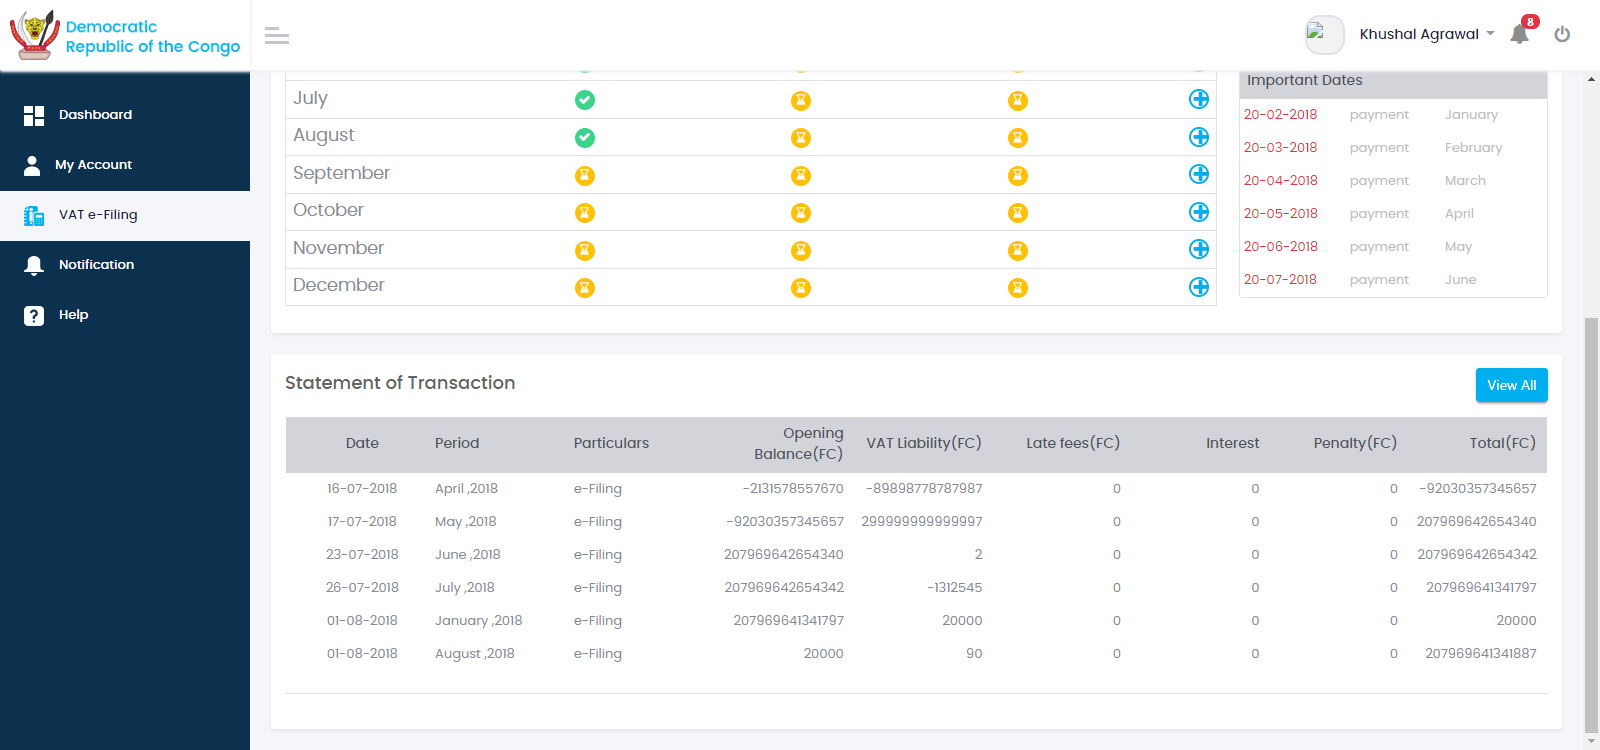 Democratic
Republic of the Congo
Khushal Agrawal
8
Dashboard
My Account
VAT e-Filing
Notification
? Help
July
August
September
October
November
December
Important Dates
20-02-2018 payment January
20-03-2018 payment February
20-04-2018 payment March
20-05-2018 payment April
20-06-2018 payment May
20-07-2018 payment June
Statement of Transaction
View All
Date Period Particulars Opening Balance(FC) VAT Liability(FC) Late fees(FC) Interest Penalty(FC) Total(FC)
16-07-2018 April ,2018 e-Filing -2131578557670 -89898778787987 0 0 0 -92030357345657
17-07-2018 May ,2018 e-Filing -92030357345657 299999999999997 0 0 0 207969642654340
23-07-2018 June ,2018 e-Filing 207969642654340 2 0 0 0 207969642654342
26-07-2018 July ,2018 e-Filing 207969642654342 -1312545 0 0 0 207969641341797
01-08-2018 January ,2018 e-Filing 207969641341797 20000 0 0 0 20000
01-08-2018 August ,2018 e-Filing 20000 90 0 0 0 207969641341887